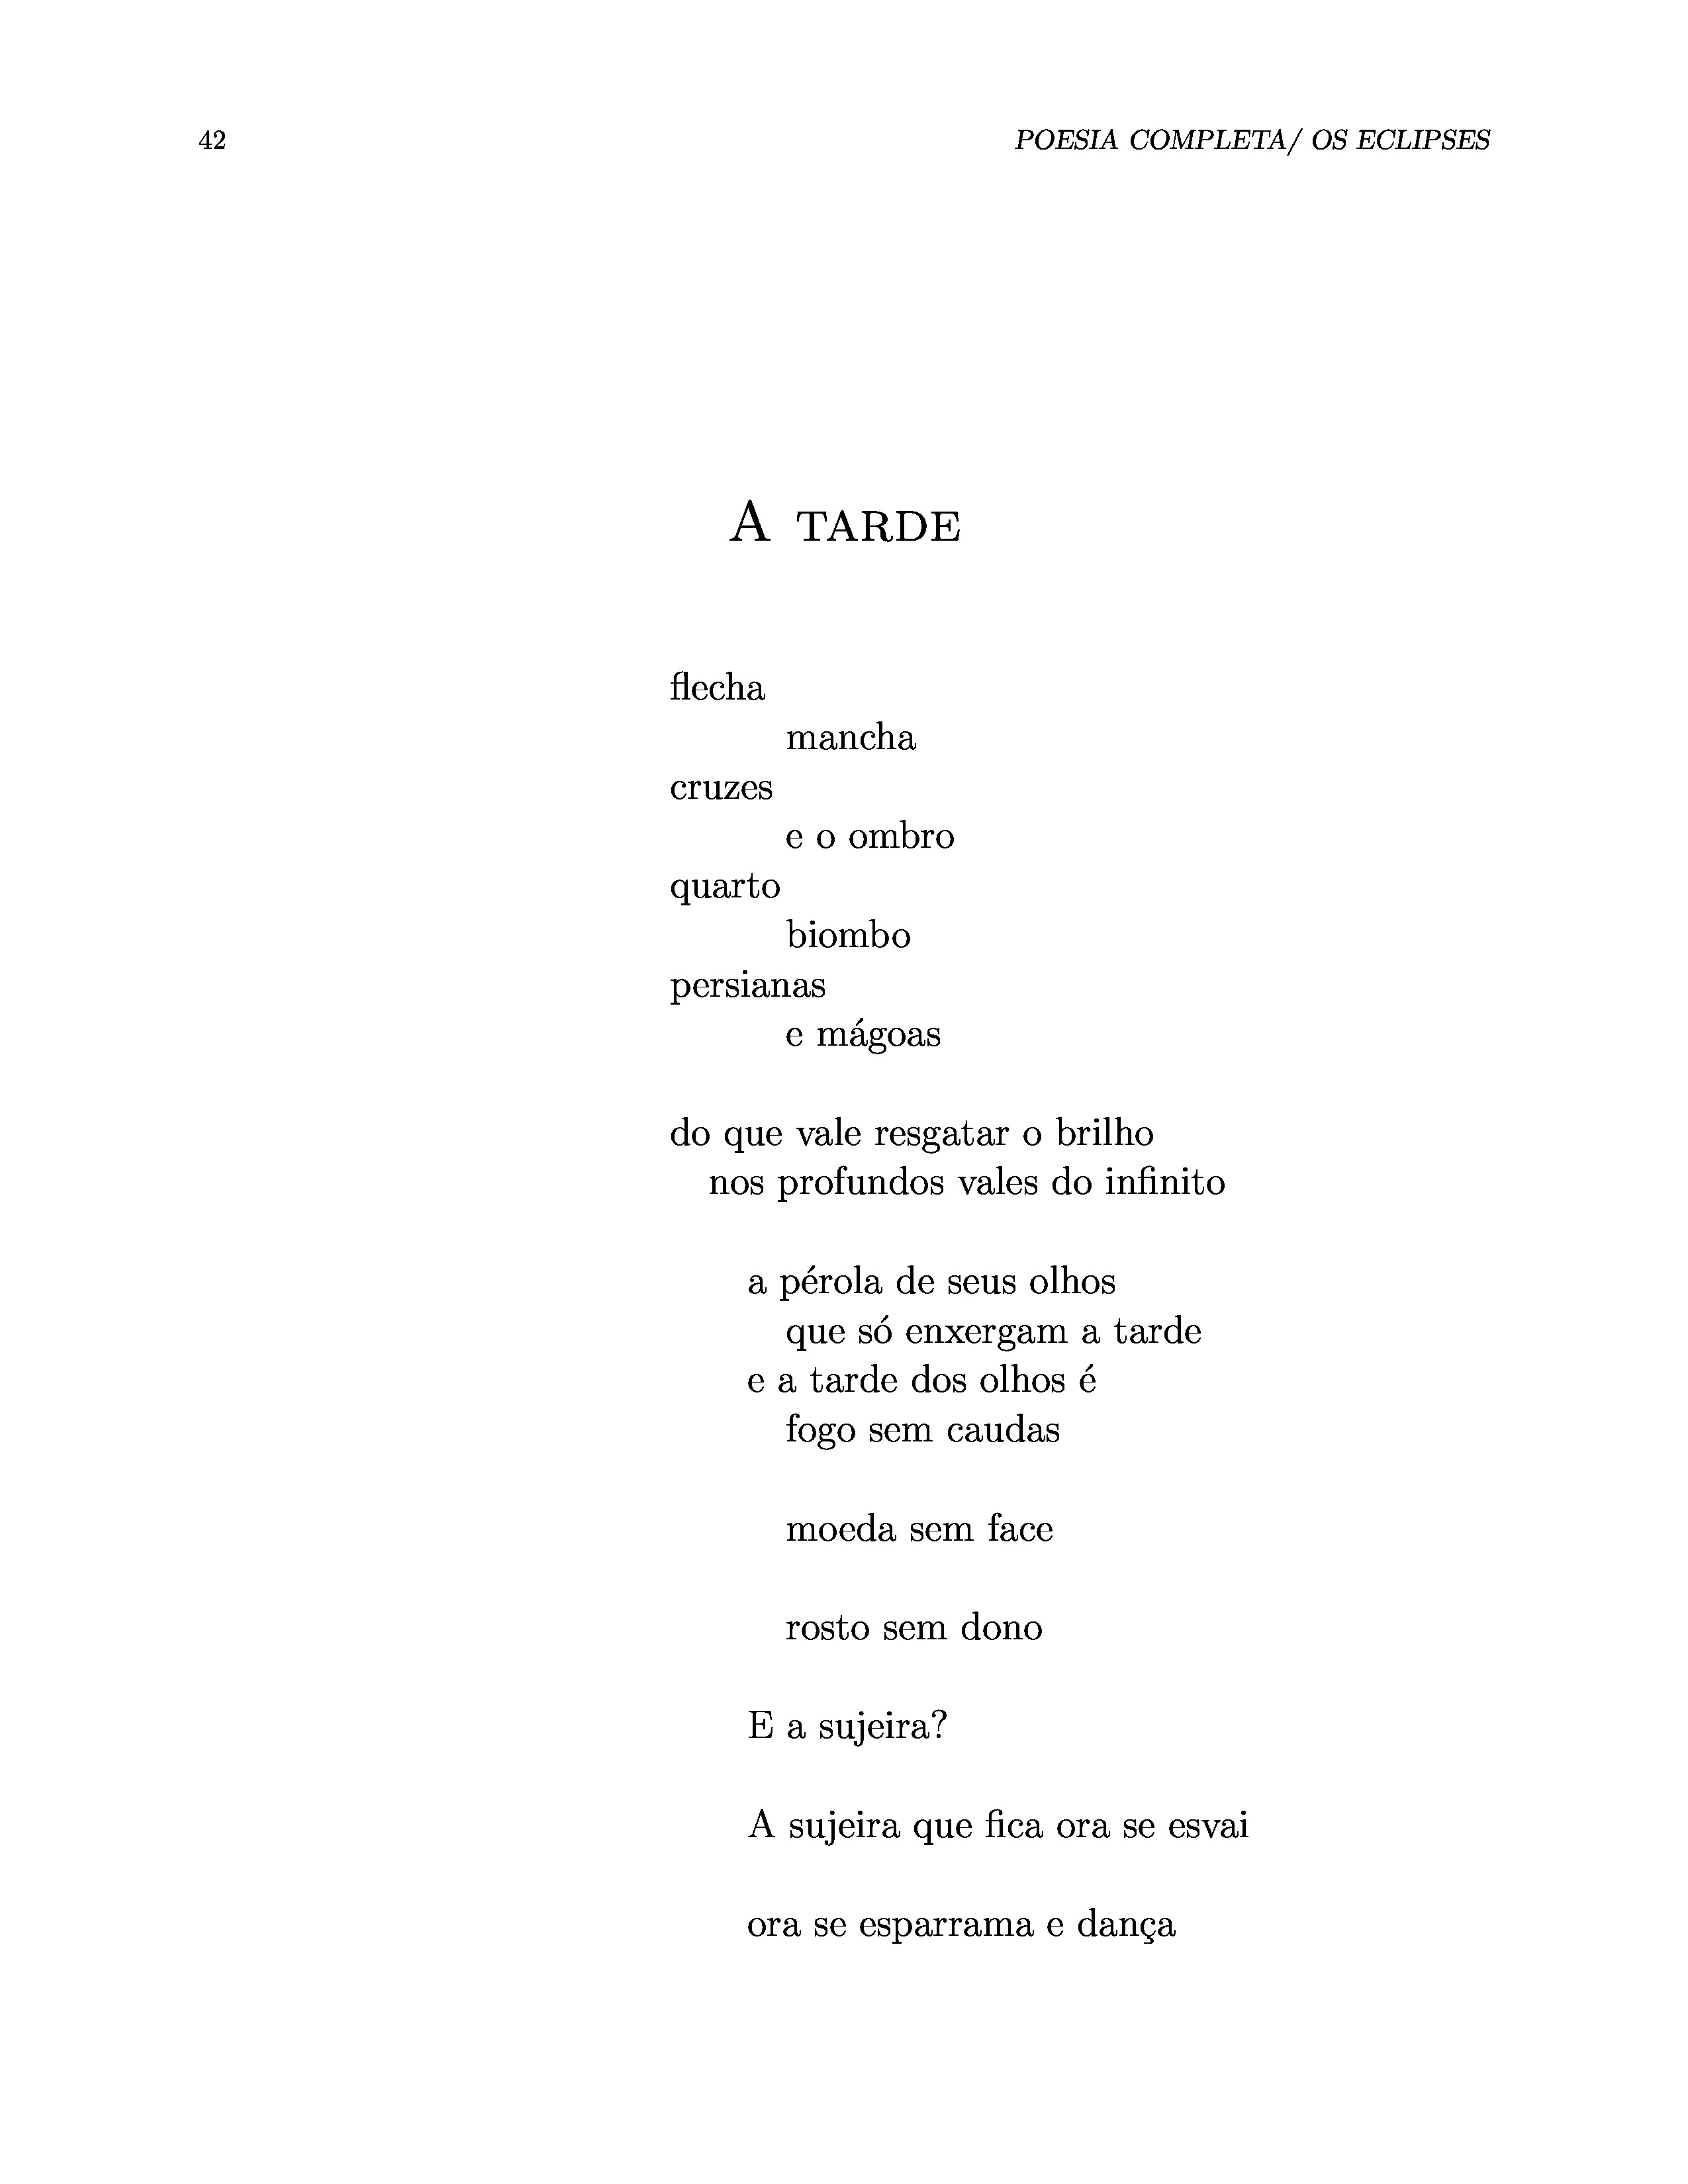 42 POESIA COMPLETA/ OS ECLIPSES
A TARDE
flecha
mancha
cruzes
e o ombro
quarto
biombo
persianas
e mágoas
do que vale resgatar o brilho
nos profundos vales do infinito
a pérola de seus olhos
que só enxergam a tarde
e a tarde dos olhos é
fogo sem caudas
moeda sem face
rosto sem dono
E a sujeira?
A sujeira que fica ora se esvai
ora se esparrama e dança